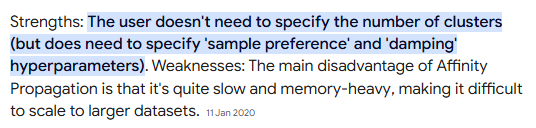 Strengths: The user doesn't need to specify the number of clusters
(but does need to specify 'sample preference' and 'damping'
hyperparameters). Weaknesses: The main disadvantage of Affinity
Propagation is that it's quite slow and memory-heavy, making it difficult
to scale to larger datasets. 11 Jan 2020